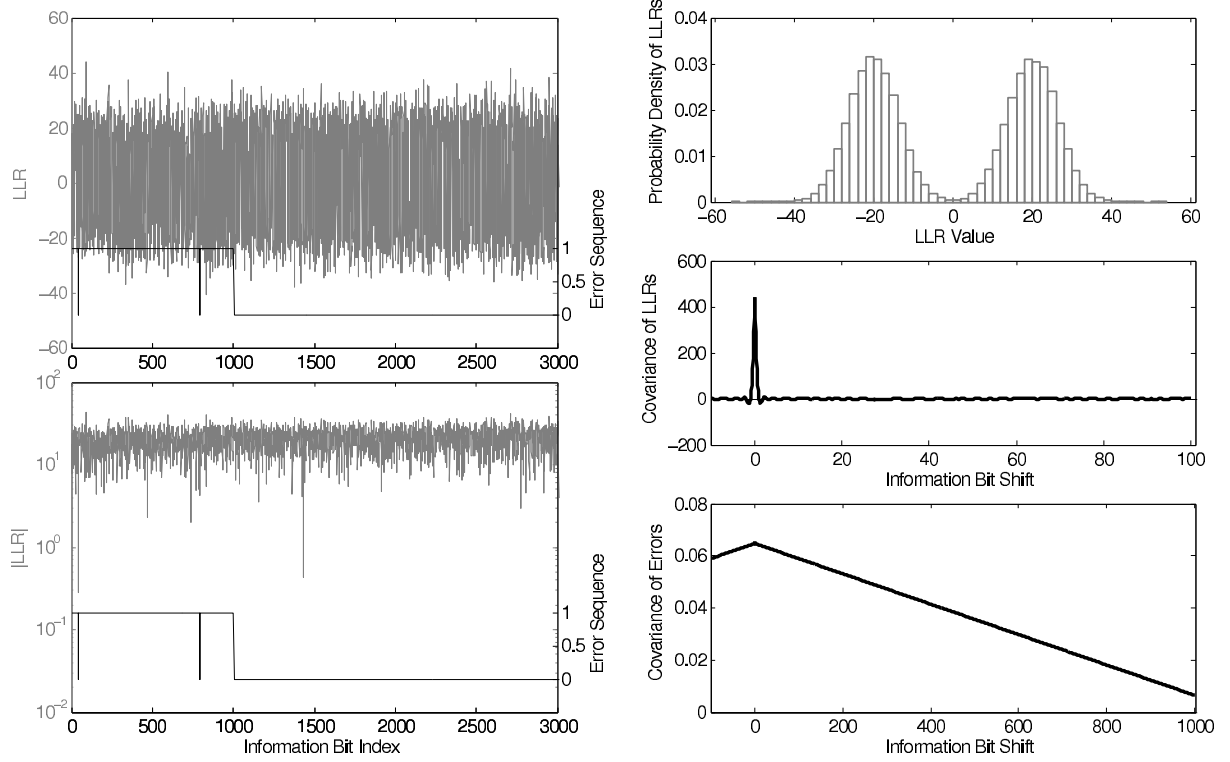 60
40
20
0
−20
−40
−60
LLR
1
0.5
0
Error Sequence
0 500 1000 1500 2000 2500 3000
10^2
10^1
10^0
10^−1
10^−2
|LLR|
1
0.5
0
Error Sequence
0 500 1000 1500 2000 2500 3000
Information Bit Index
0.04
0.03
0.02
0.01
0
Probability Density of LLRs
−60 −40 −20 0 20 40 60
LLR Value
600
400
200
0
−200
Covariance of LLRs
0 20 40 60 80 100
Information Bit Shift
0.08
0.06
0.04
0.02
0
Covariance of Errors
0 200 400 600 800 1000
Information Bit Shift